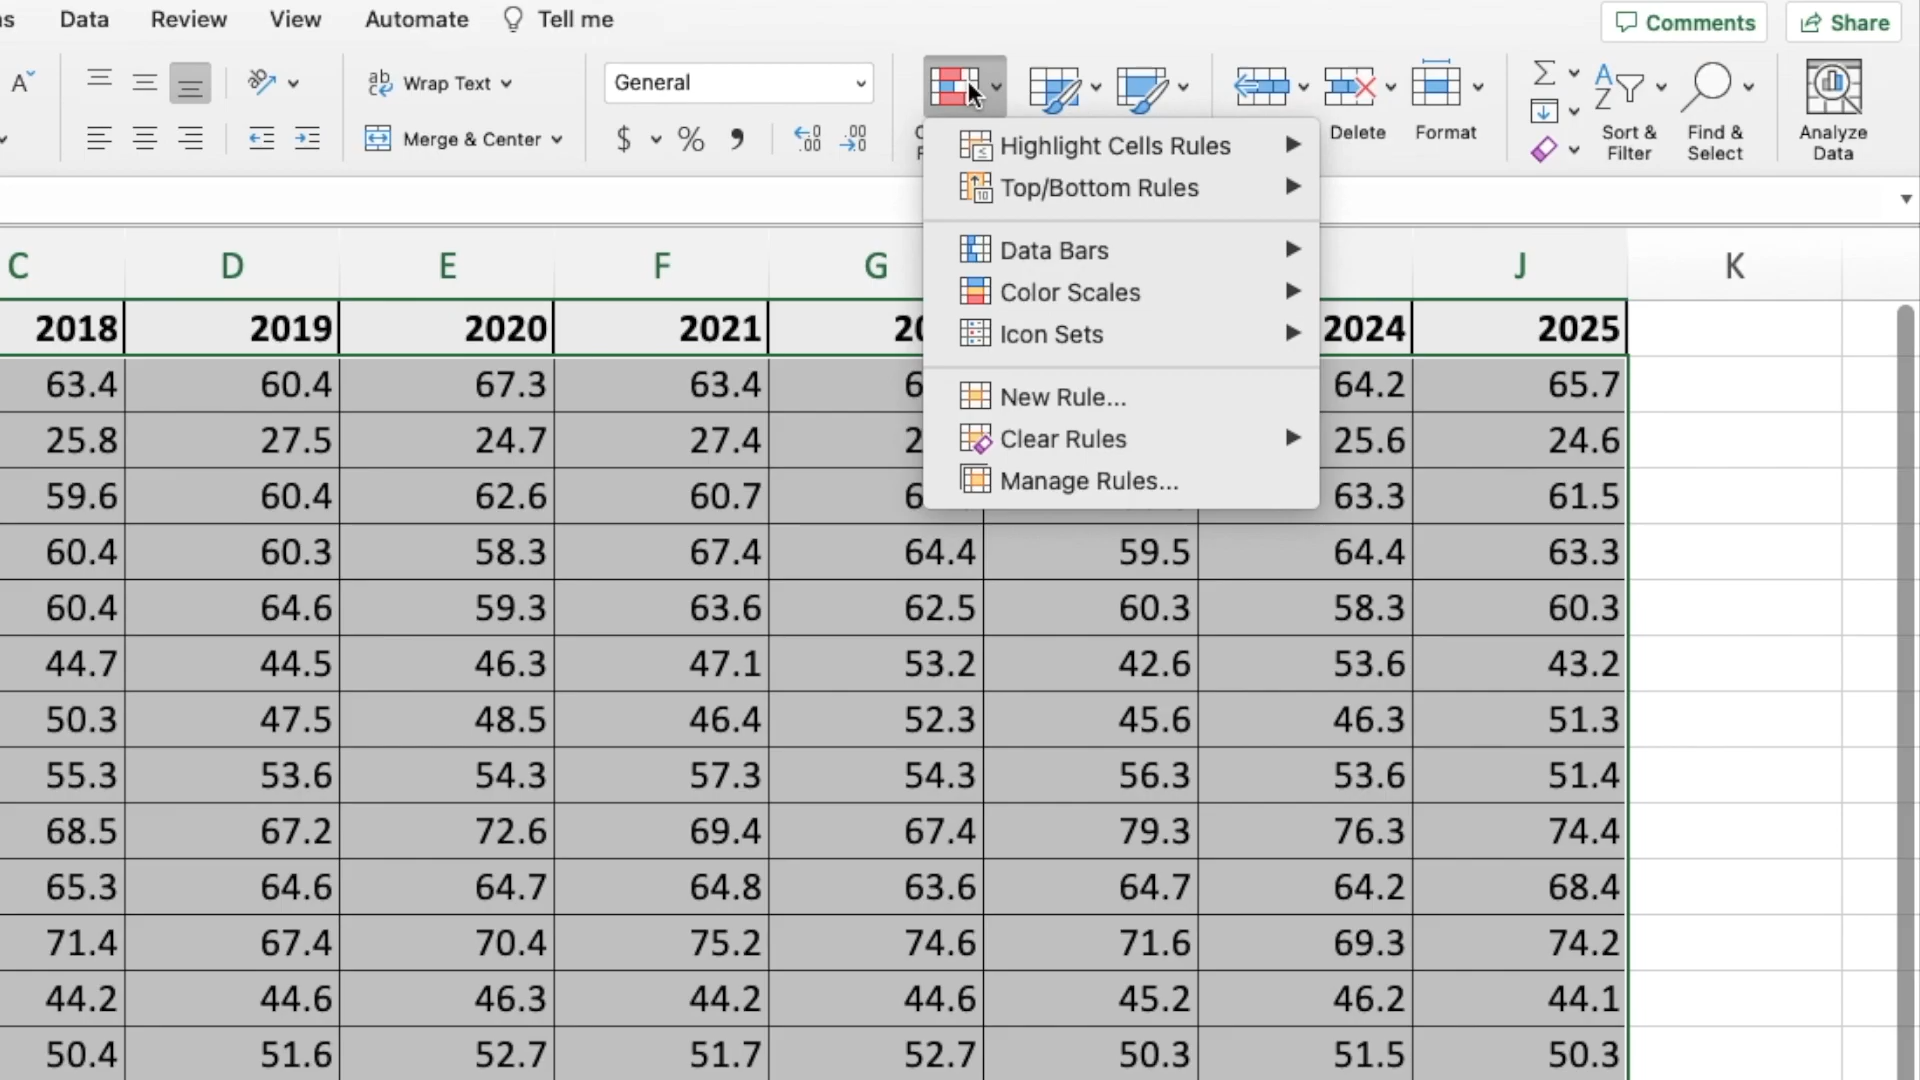 Data Review View Automate Tell me Comments Share
Wrap Text General
Merge & Center $ % Delete Format Sort & Filter Find & Select Analyze Data
Highlight Cells Rules
Top/Bottom Rules
Data Bars
Color Scales
Icon Sets
New Rule...
Clear Rules
Manage Rules...
C D E F G J K
2018 2019 2020 2021 2024 2025
63.4 60.4 67.3 63.4 64.2 65.7
25.8 27.5 24.7 27.4 25.6 24.6
59.6 60.4 62.6 60.7 63.3 61.5
60.4 60.3 58.3 67.4 64.4 59.5 64.4 63.3
60.4 64.6 59.3 63.6 62.5 60.3 58.3 60.3
44.7 44.5 46.3 47.1 53.2 42.6 53.6 43.2
50.3 47.5 48.5 46.4 52.3 45.6 46.3 51.3
55.3 53.6 54.3 57.3 54.3 56.3 53.6 51.4
68.5 67.2 72.6 69.4 67.4 79.3 76.3 74.4
65.3 64.6 64.7 64.8 63.6 64.7 64.2 68.4
71.4 67.4 70.4 75.2 74.6 71.6 69.3 74.2
44.2 44.6 46.3 44.2 44.6 45.2 46.2 44.1
50.4 51.6 52.7 51.7 52.7 50.3 51.5 50.3